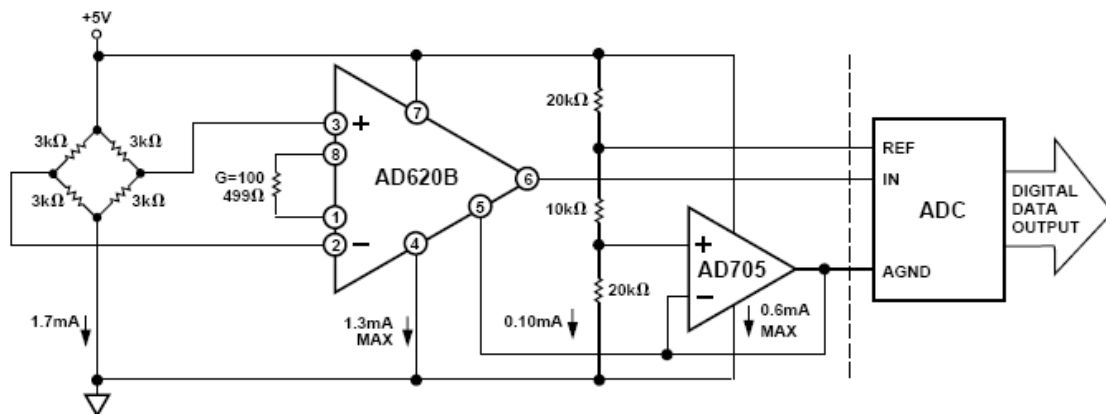 +5V
3kΩ
3kΩ
3kΩ
3kΩ
1.7mA
G=100
499Ω
3
8
1
2
+
−
AD620B
7
6
5
4
1.3mA
MAX
20kΩ
10kΩ
20kΩ
0.10mA
+
−
AD705
0.6mA
MAX
REF
IN
ADC
AGND
DIGITAL
DATA
OUTPUT